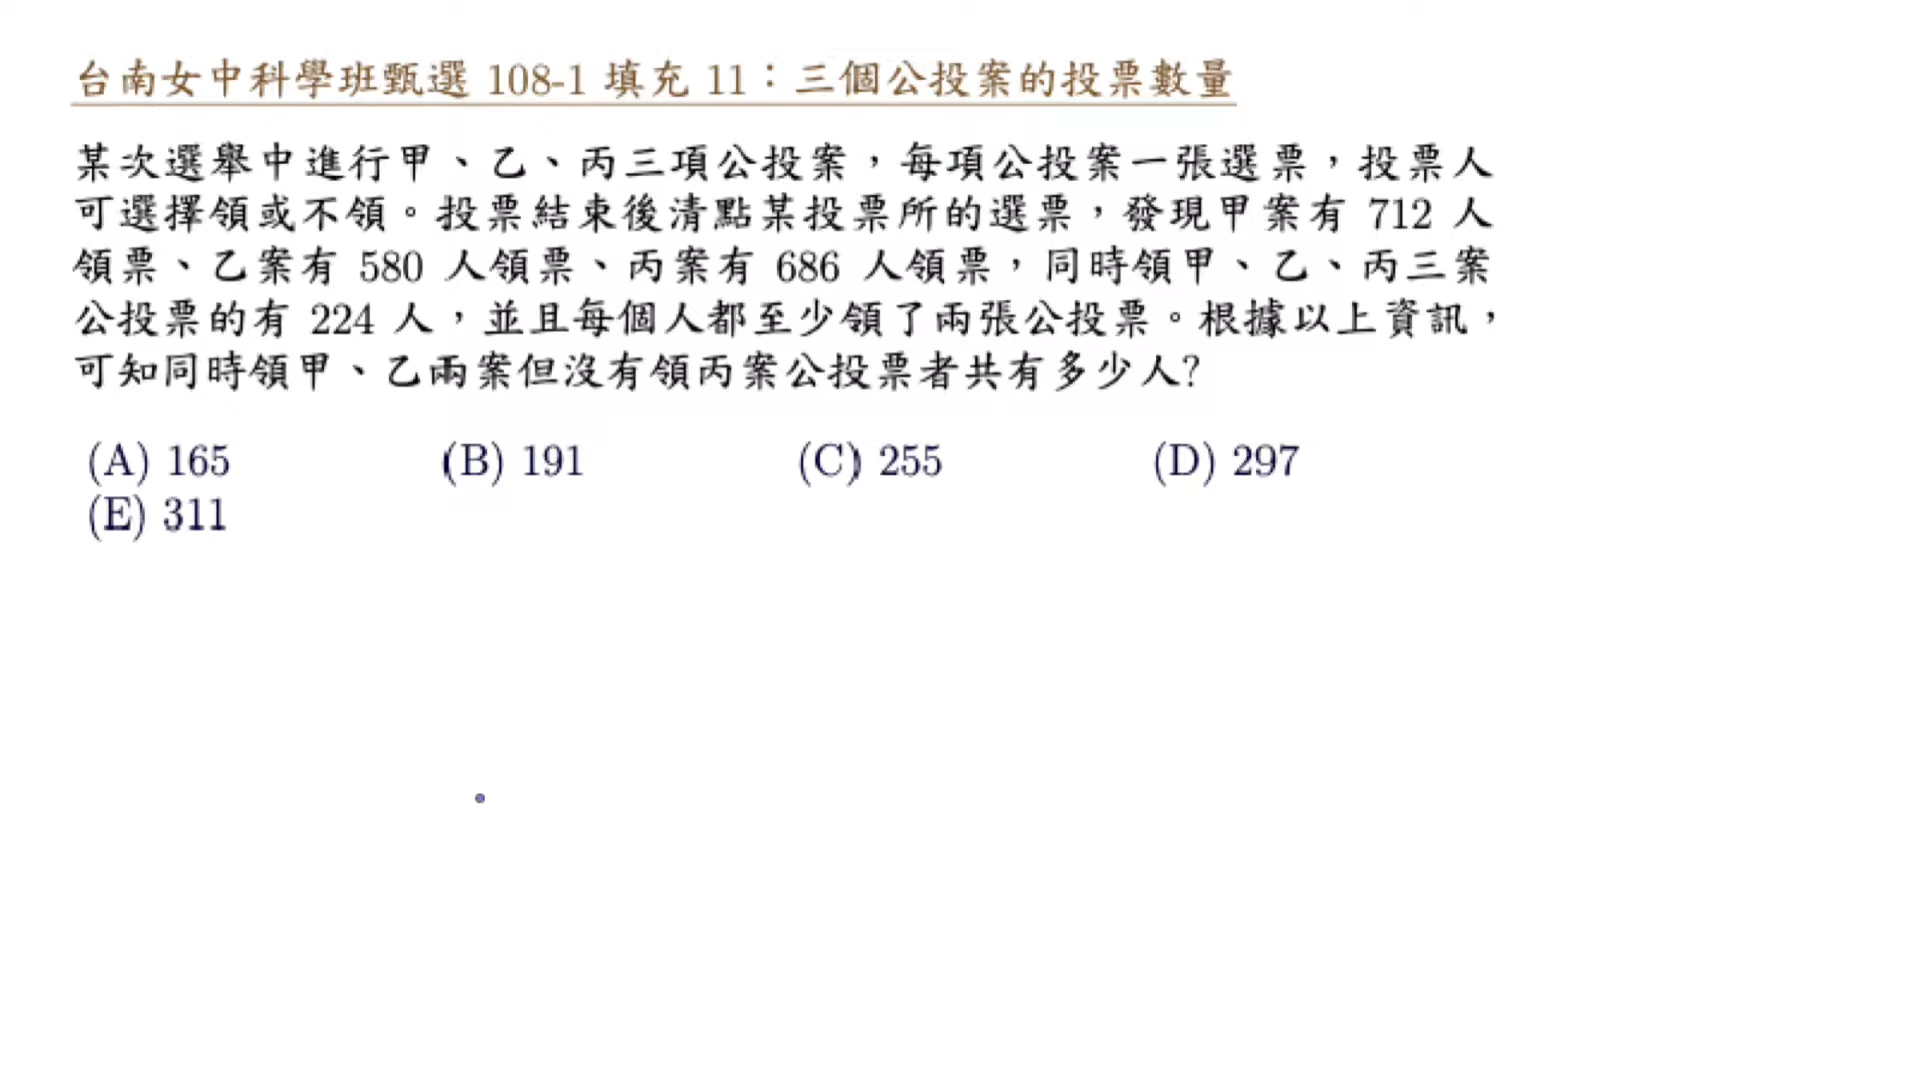 台南女中科學班甄選 108-1 填充 11：三個公投案的投票數量
某次選舉中進行甲、乙、丙三項公投案，每項公投案一張選票，投票人
可選擇領或不領。投票結束後清點某投票所的選票，發現甲案有 712 人
領票、乙案有 580 人領票、丙案有 686 人領票，同時領甲、乙、丙三案
公投票的有 224 人，並且每個人都至少領了兩張公投票。根據以上資訊，
可知同時領甲、乙兩案但沒有領丙案公投票者共有多少人?
(A) 165 (B) 191 (C) 255 (D) 297
(E) 311